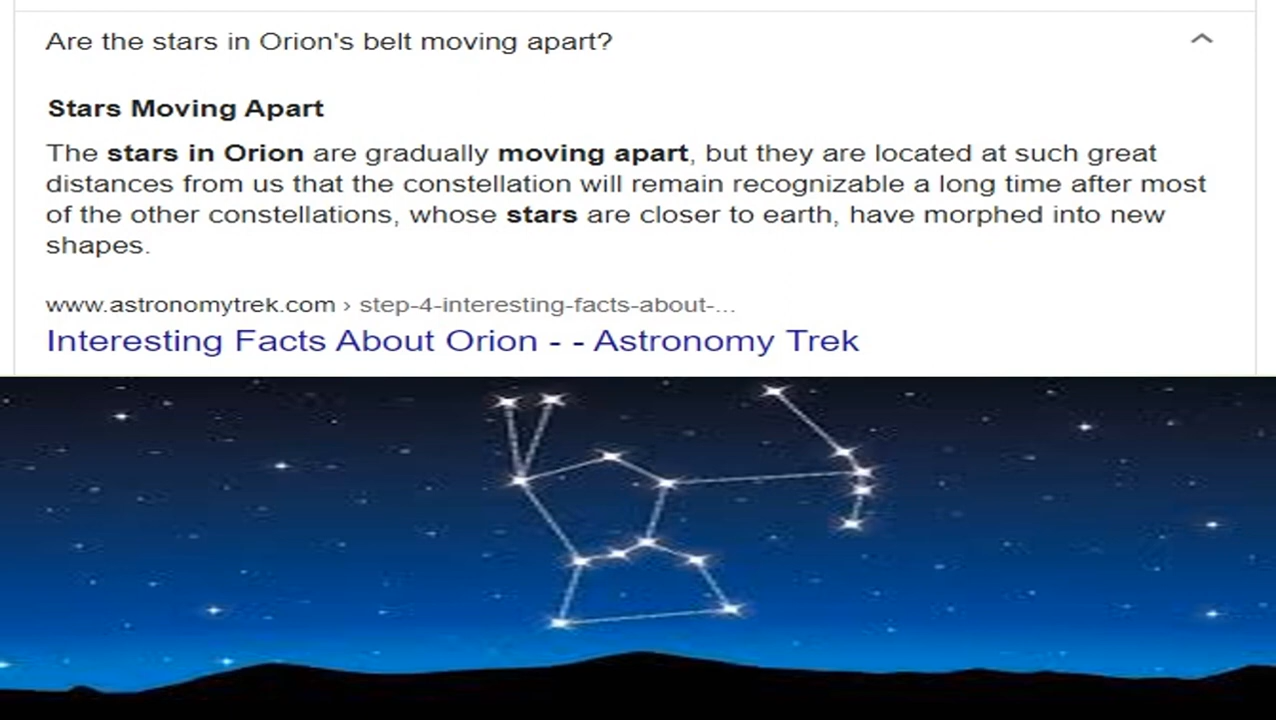 Are the stars in Orion's belt moving apart?
Stars Moving Apart
The stars in Orion are gradually moving apart, but they are located at such great
distances from us that the constellation will remain recognizable a long time after most
of the other constellations, whose stars are closer to earth, have morphed into new
shapes.
www.astronomytrek.com › step-4-interesting-facts-about-...
Interesting Facts About Orion - - Astronomy Trek